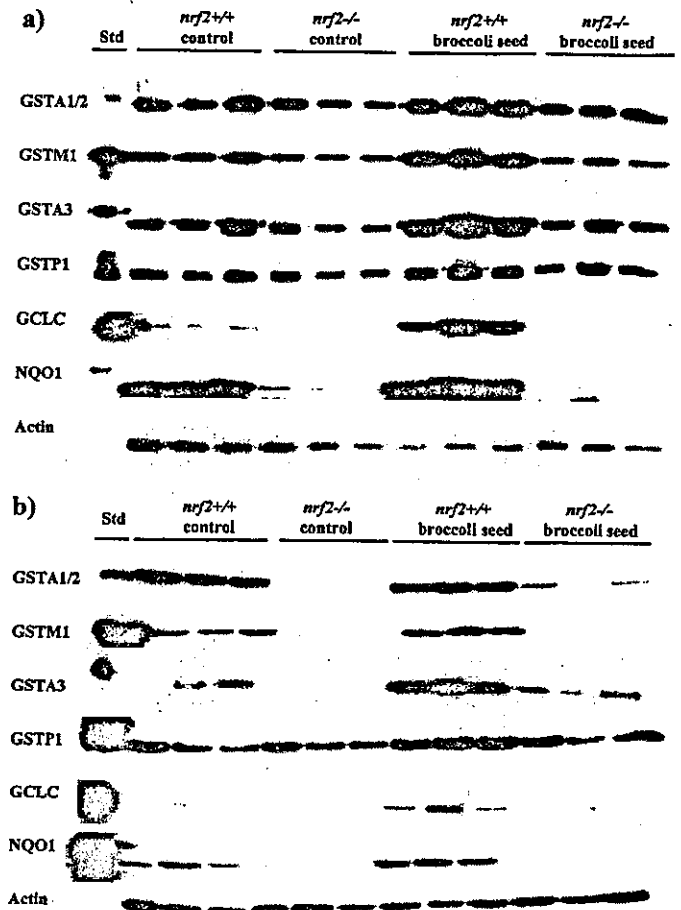 a)
Std
nrf2+/+ control
nrf2-/- control
nrf2+/+ broccoli seed
nrf2-/- broccoli seed
GSTA1/2
GSTM1
GSTA3
GSTP1
GCLC
NQO1
Actin
b)
Std
nrf2+/+ control
nrf2-/- control
nrf2+/+ broccoli seed
nrf2-/- broccoli seed
GSTA1/2
GSTM1
GSTA3
GSTP1
GCLC
NQO1
Actin